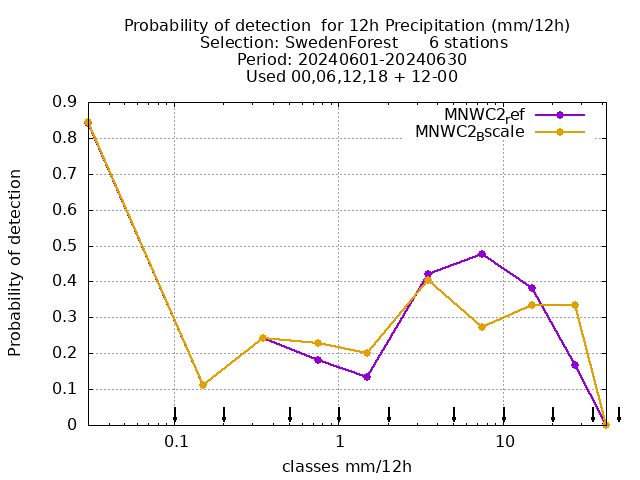 Probability of detection  for 12h Precipitation (mm/12h)
Selection: SwedenForest      6 stations
Period: 20240601-20240630
Used 00,06,12,18 + 12-00
MNWC2ref
MNWC2Bscale
Probability of detection
0.9
0.8
0.7
0.6
0.5
0.4
0.3
0.2
0.1
0
0.1 1 10
classes mm/12h